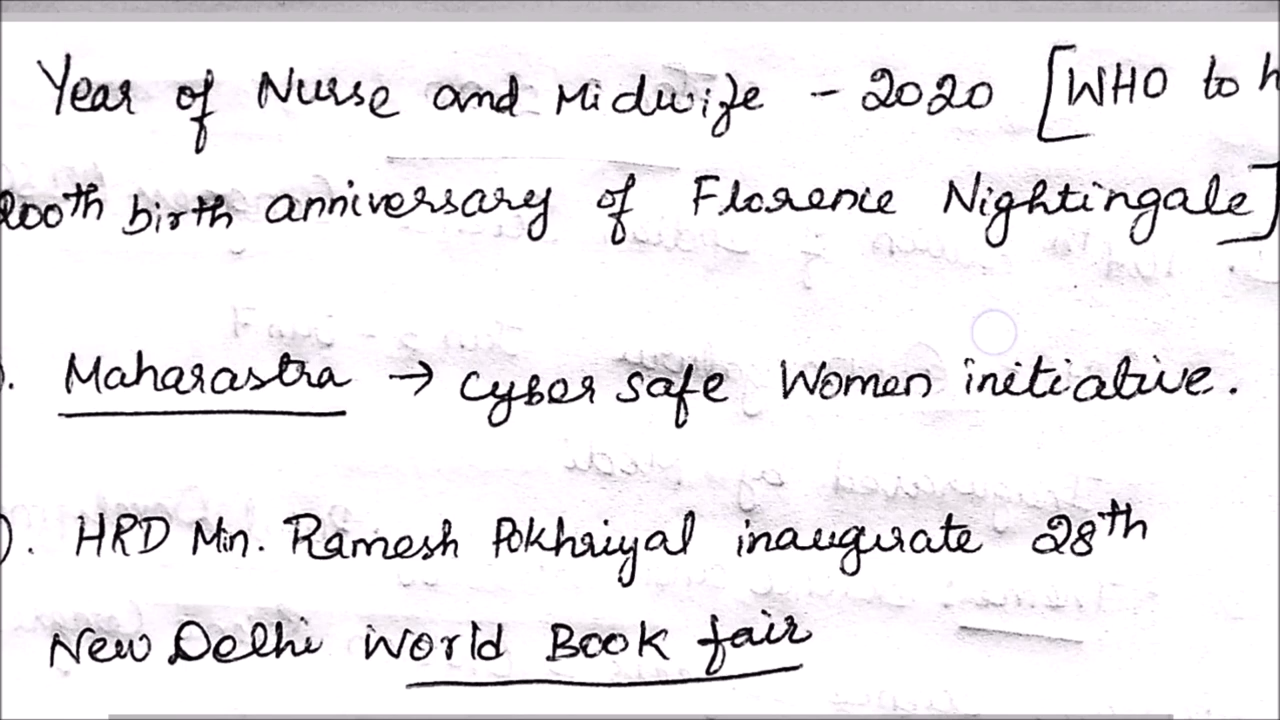 Year of Nurse and Midwife - 2020 [WHO to h
200th birth anniversary of Florence Nightingale]
. Maharastra → cyber safe Women initiative.
). HRD Min. Ramesh Pokhriyal inaugurate 28th
New Delhi World Book fair